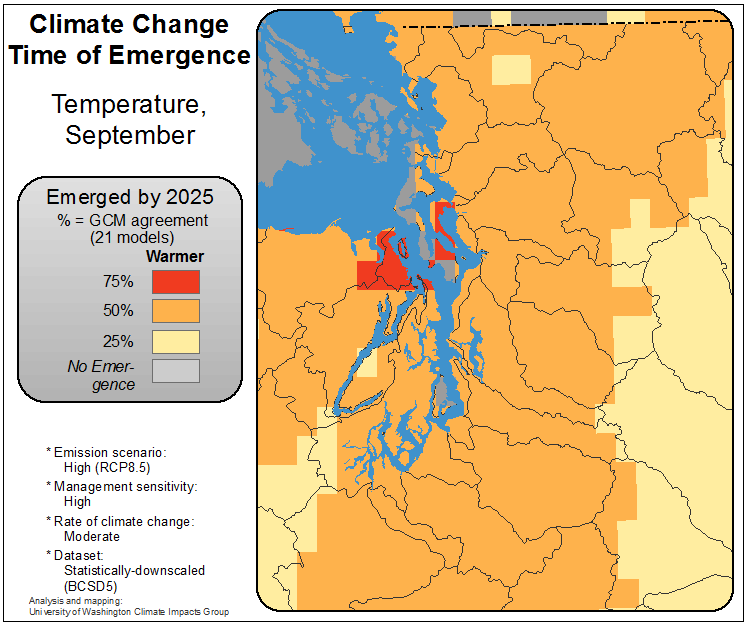 Climate Change
Time of Emergence
Temperature,
September
Emerged by 2025
% = GCM agreement
(21 models)
Warmer
75%
50%
25%
No Emer-
gence
* Emission scenario:
High (RCP8.5)
* Management sensitivity:
High
* Rate of climate change:
Moderate
* Dataset:
Statistically-downscaled
(BCSD5)
Analysis and mapping:
University of Washington Climate Impacts Group